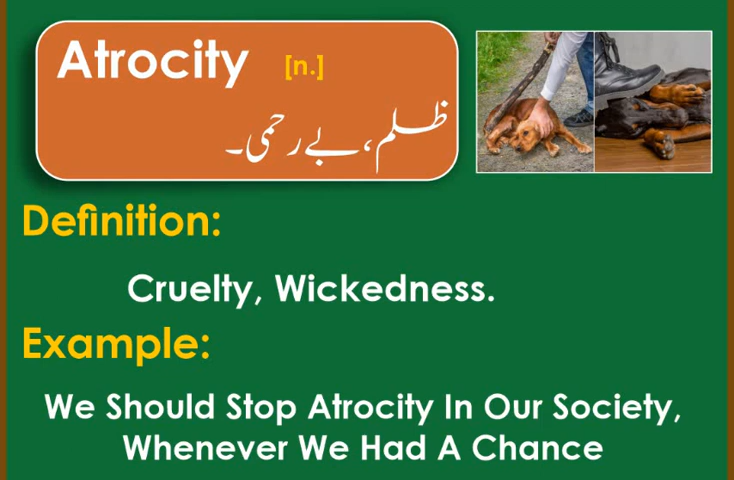 Atrocity [n.]
ظلم، بے رحمی۔
Definition:
Cruelty, Wickedness.
Example:
We Should Stop Atrocity In Our Society,
Whenever We Had A Chance